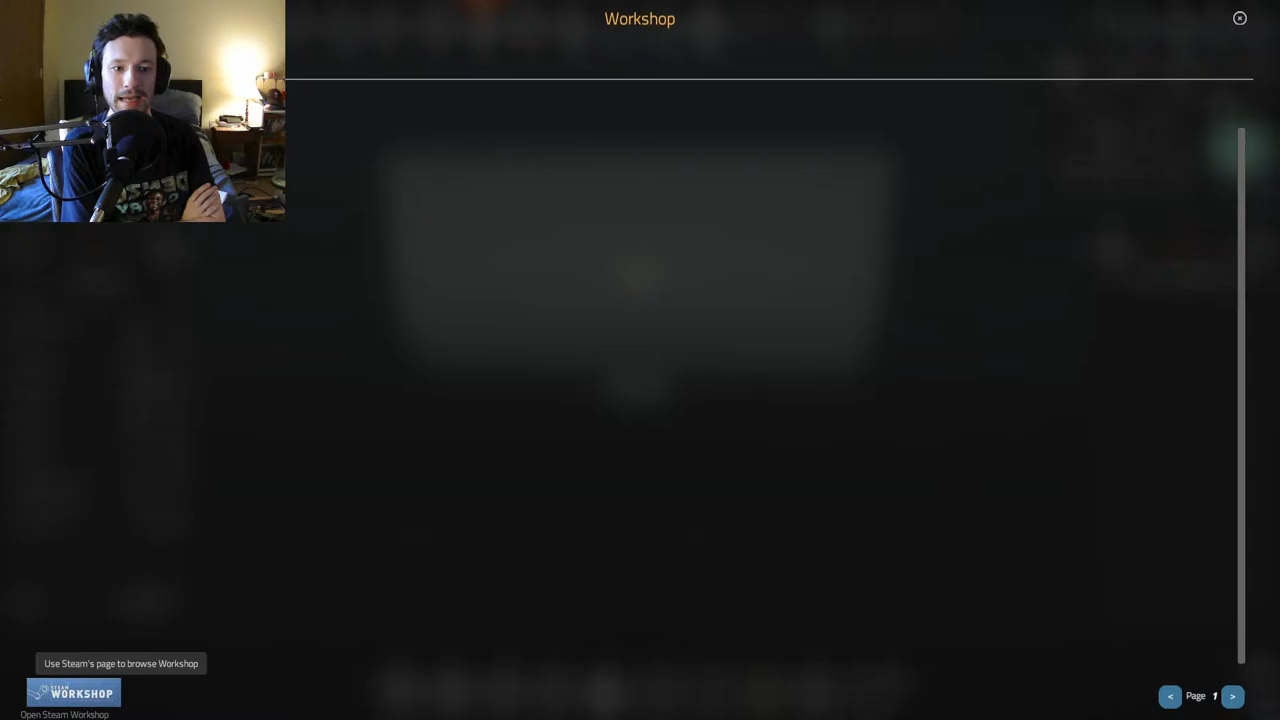 Workshop
Use Steam's page to browse Workshop
STEAM
WORKSHOP
Open Steam Workshop
< Page 1 >